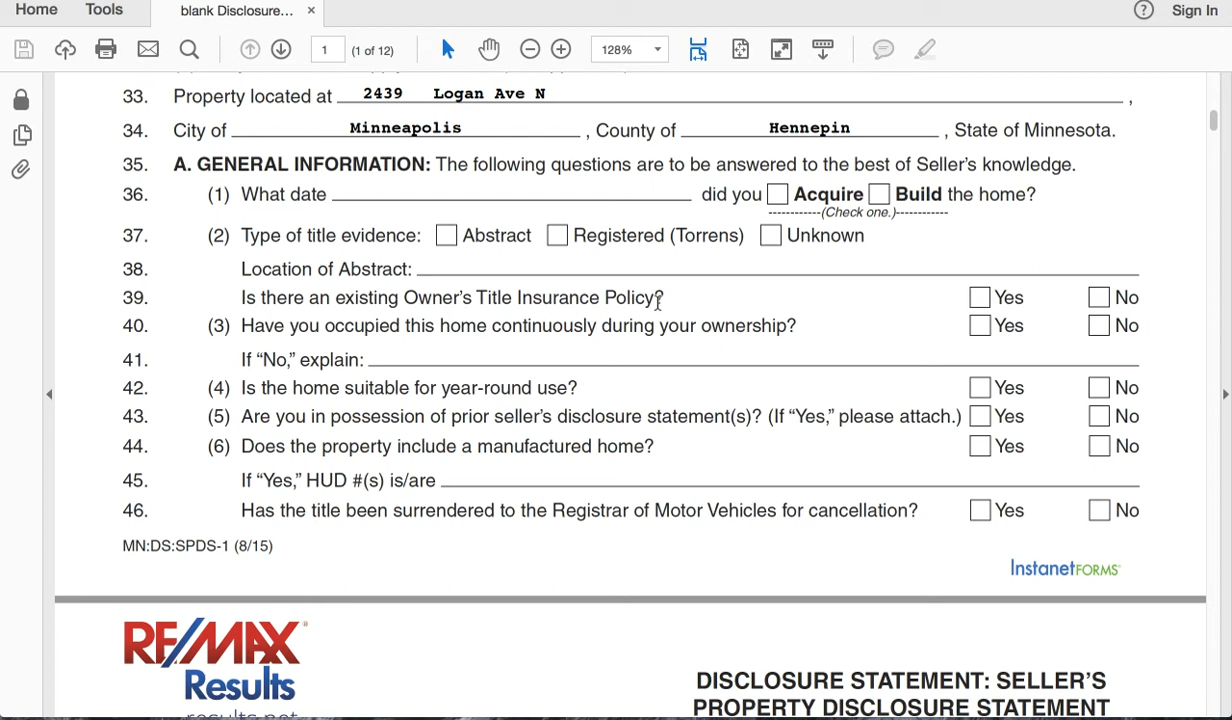 Home Tools blank Disclosure... × ? Sign In
1 (1 of 12) 128%
33. Property located at 2439 Logan Ave N ,
34. City of Minneapolis , County of Hennepin , State of Minnesota.
35. A. GENERAL INFORMATION: The following questions are to be answered to the best of Seller's knowledge.
36. (1) What date did you Acquire Build the home?
------------(Check one.)-----------
37. (2) Type of title evidence: Abstract Registered (Torrens) Unknown
38. Location of Abstract:
39. Is there an existing Owner's Title Insurance Policy? Yes No
40. (3) Have you occupied this home continuously during your ownership? Yes No
41. If "No," explain:
42. (4) Is the home suitable for year-round use? Yes No
43. (5) Are you in possession of prior seller's disclosure statement(s)? (If "Yes," please attach.) Yes No
44. (6) Does the property include a manufactured home? Yes No
45. If "Yes," HUD #(s) is/are
46. Has the title been surrendered to the Registrar of Motor Vehicles for cancellation? Yes No
MN:DS:SPDS-1 (8/15)
InstanetFORMS
RE/MAX
Results
results.net
DISCLOSURE STATEMENT: SELLER'S
PROPERTY DISCLOSURE STATEMENT